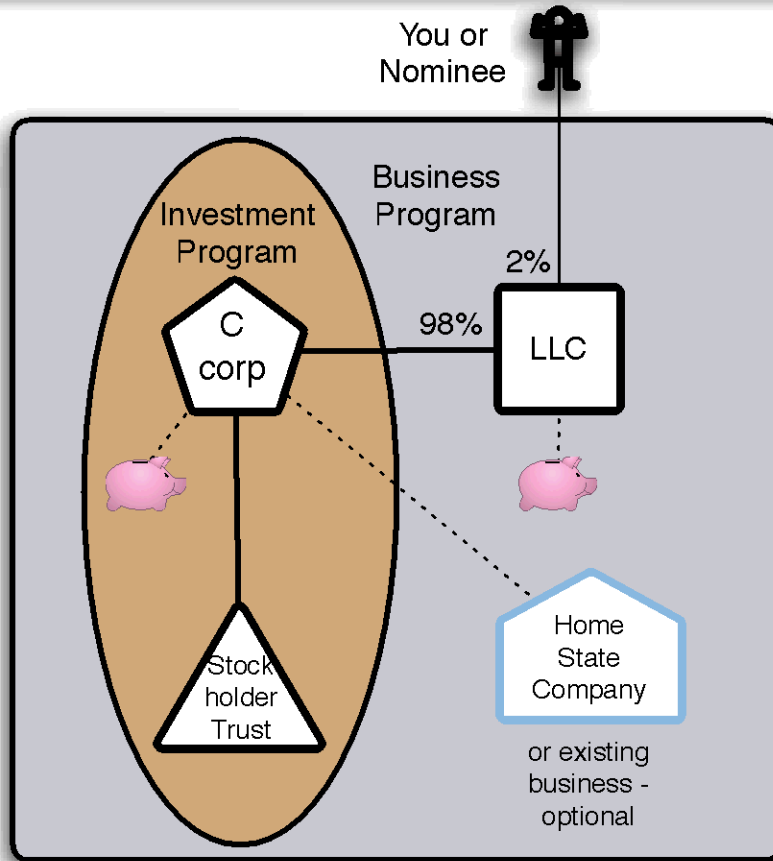 You or
Nominee
Business
Program
Investment
Program
2%
98%
C
corp
LLC
Stock
holder
Trust
Home
State
Company
or existing
business -
optional